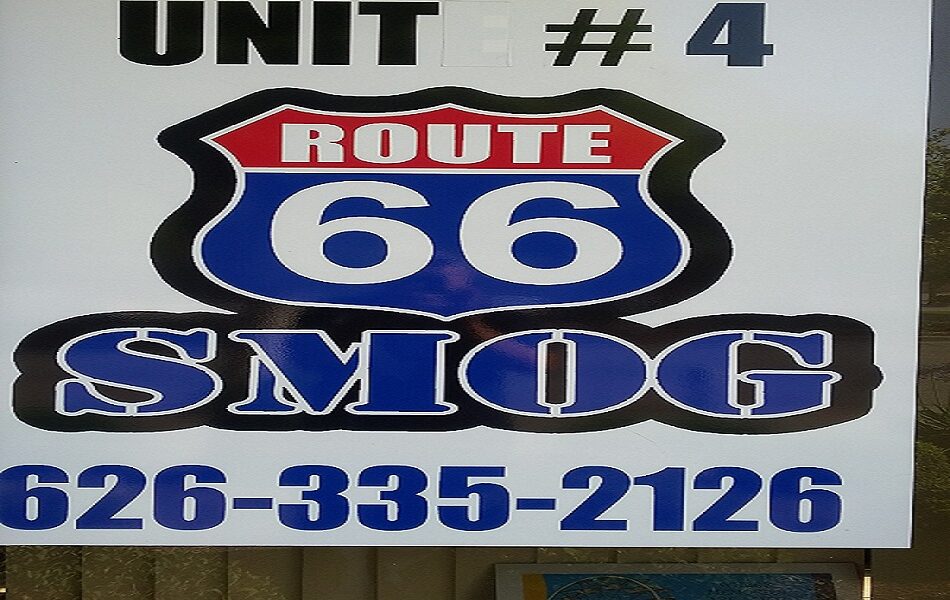 UNIT # 4
ROUTE
66
SMOG
626-335-2126